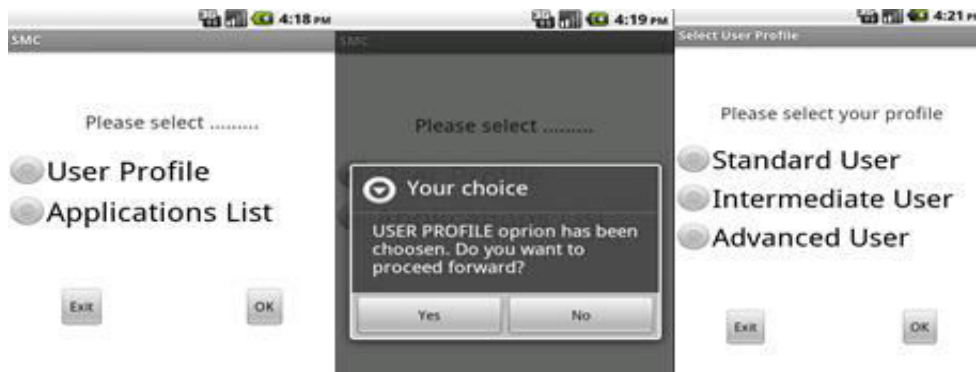 4:18 PM
SMC
Please select .........
User Profile
Applications List
Exit
OK
4:19 PM
SMC
Please select .........
Your choice
USER PROFILE oprion has been
choosen. Do you want to
proceed forward?
Yes
No
4:21 P
Select User Profile
Please select your profile
Standard User
Intermediate User
Advanced User
Exit
OK